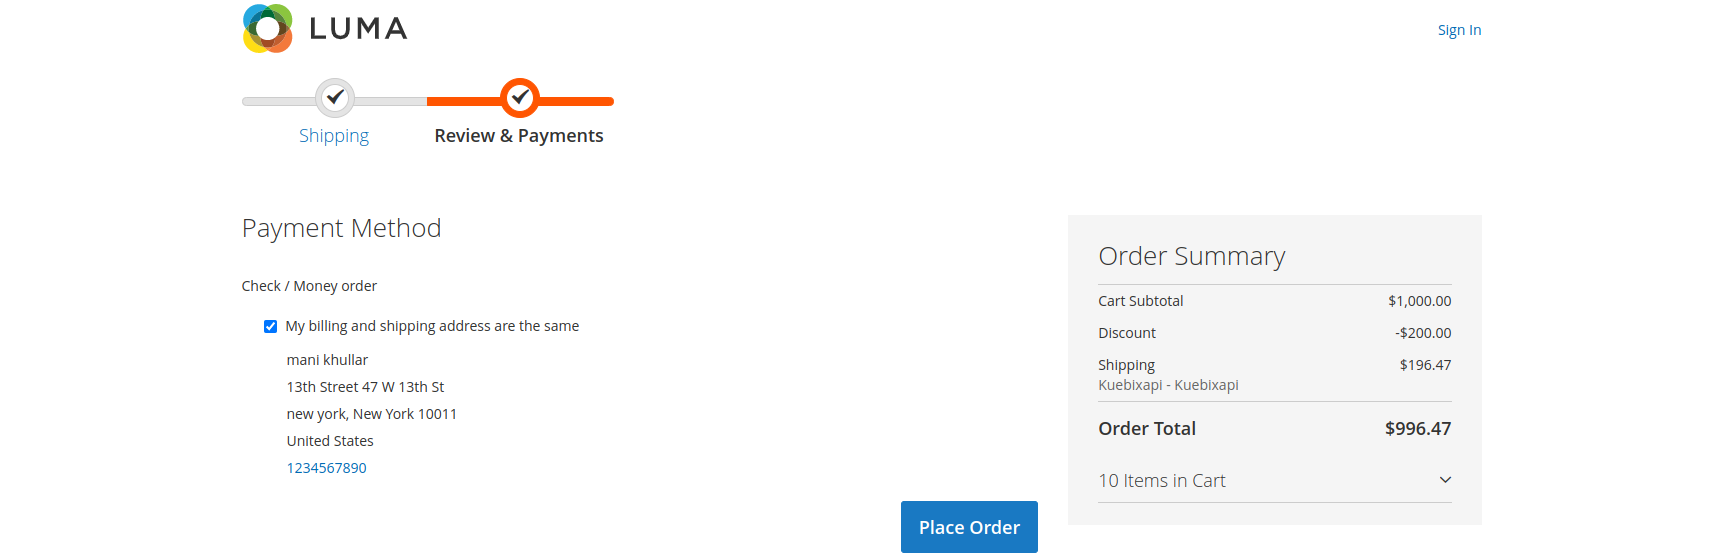 LUMA
Sign In
Shipping
Review & Payments
Payment Method
Check / Money order
My billing and shipping address are the same
mani khullar
13th Street 47 W 13th St
new york, New York 10011
United States
1234567890
Place Order
Order Summary
Cart Subtotal $1,000.00
Discount -$200.00
Shipping $196.47
Kuebixapi - Kuebixapi
Order Total $996.47
10 Items in Cart